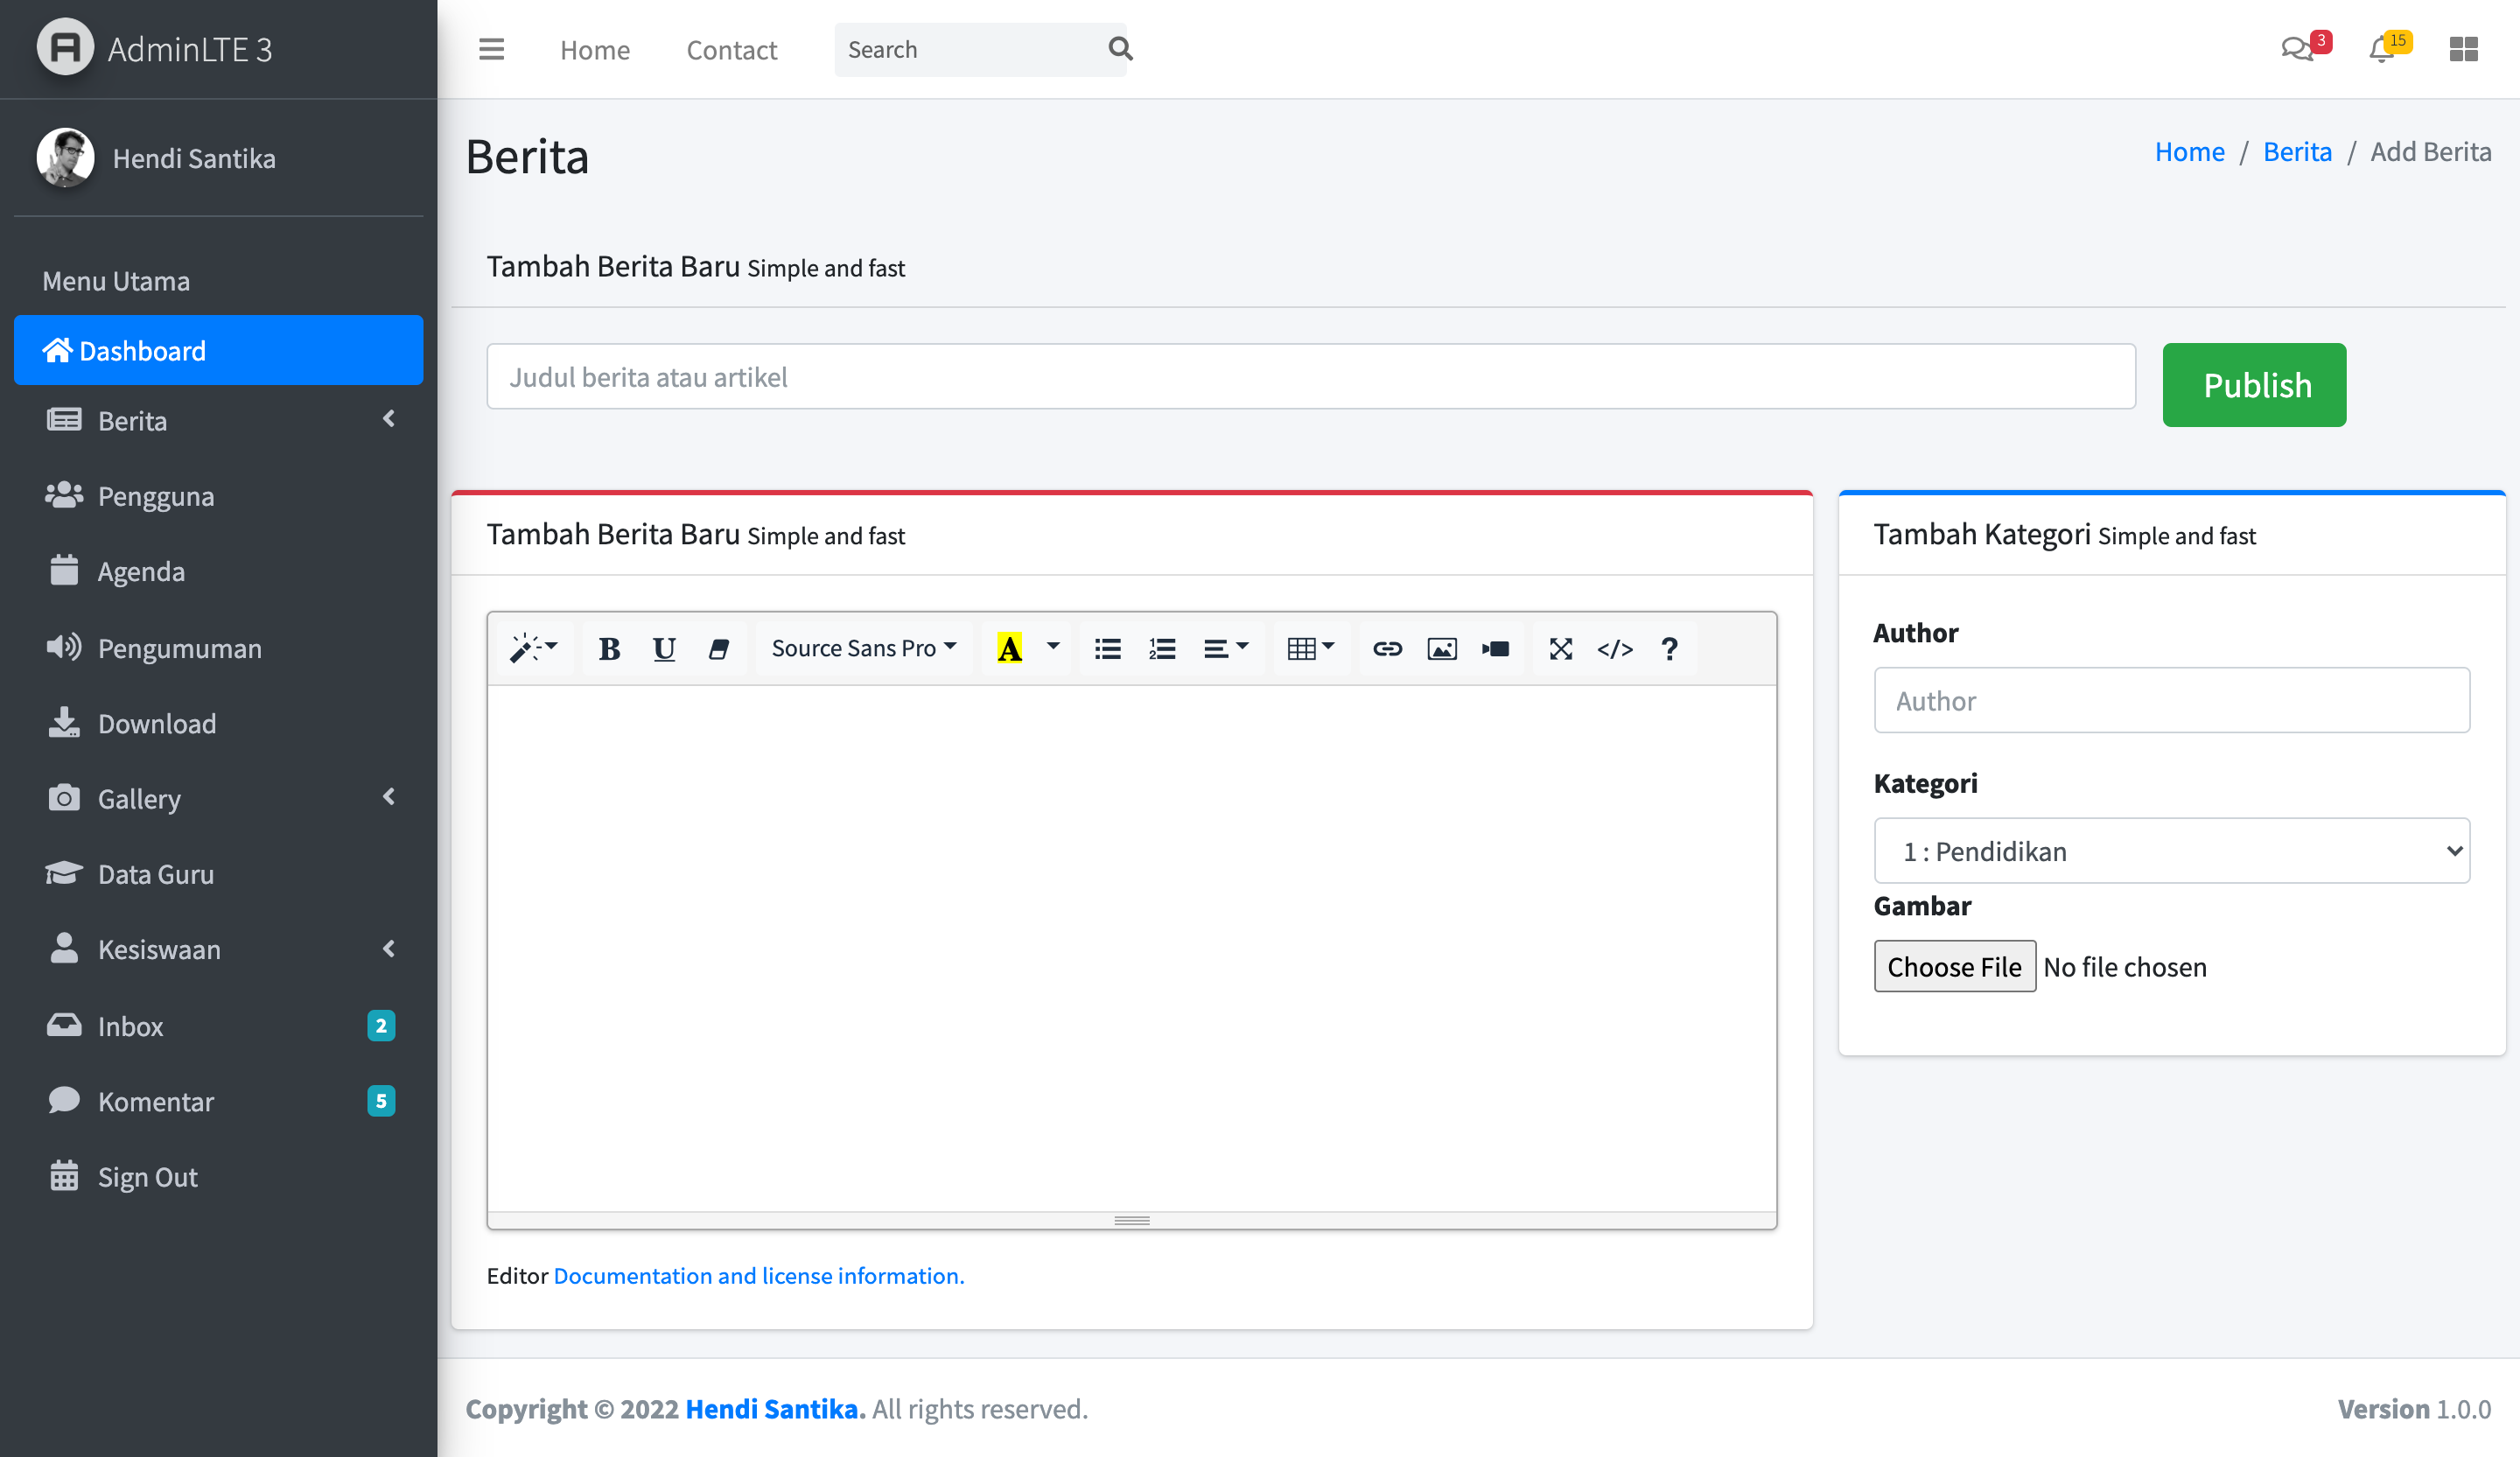 AdminLTE 3
Home
Contact
Search
3
15
Hendi Santika
Menu Utama
Dashboard
Berita
Pengguna
Agenda
Pengumuman
Download
Gallery
Data Guru
Kesiswaan
Inbox 2
Komentar 5
Sign Out
Berita
Home / Berita / Add Berita
Tambah Berita Baru Simple and fast
Judul berita atau artikel
Publish
Tambah Berita Baru Simple and fast
B U Source Sans Pro A </> ?
Editor Documentation and license information.
Tambah Kategori Simple and fast
Author
Author
Kategori
1 : Pendidikan
Gambar
Choose File No file chosen
Copyright © 2022 Hendi Santika. All rights reserved.
Version 1.0.0